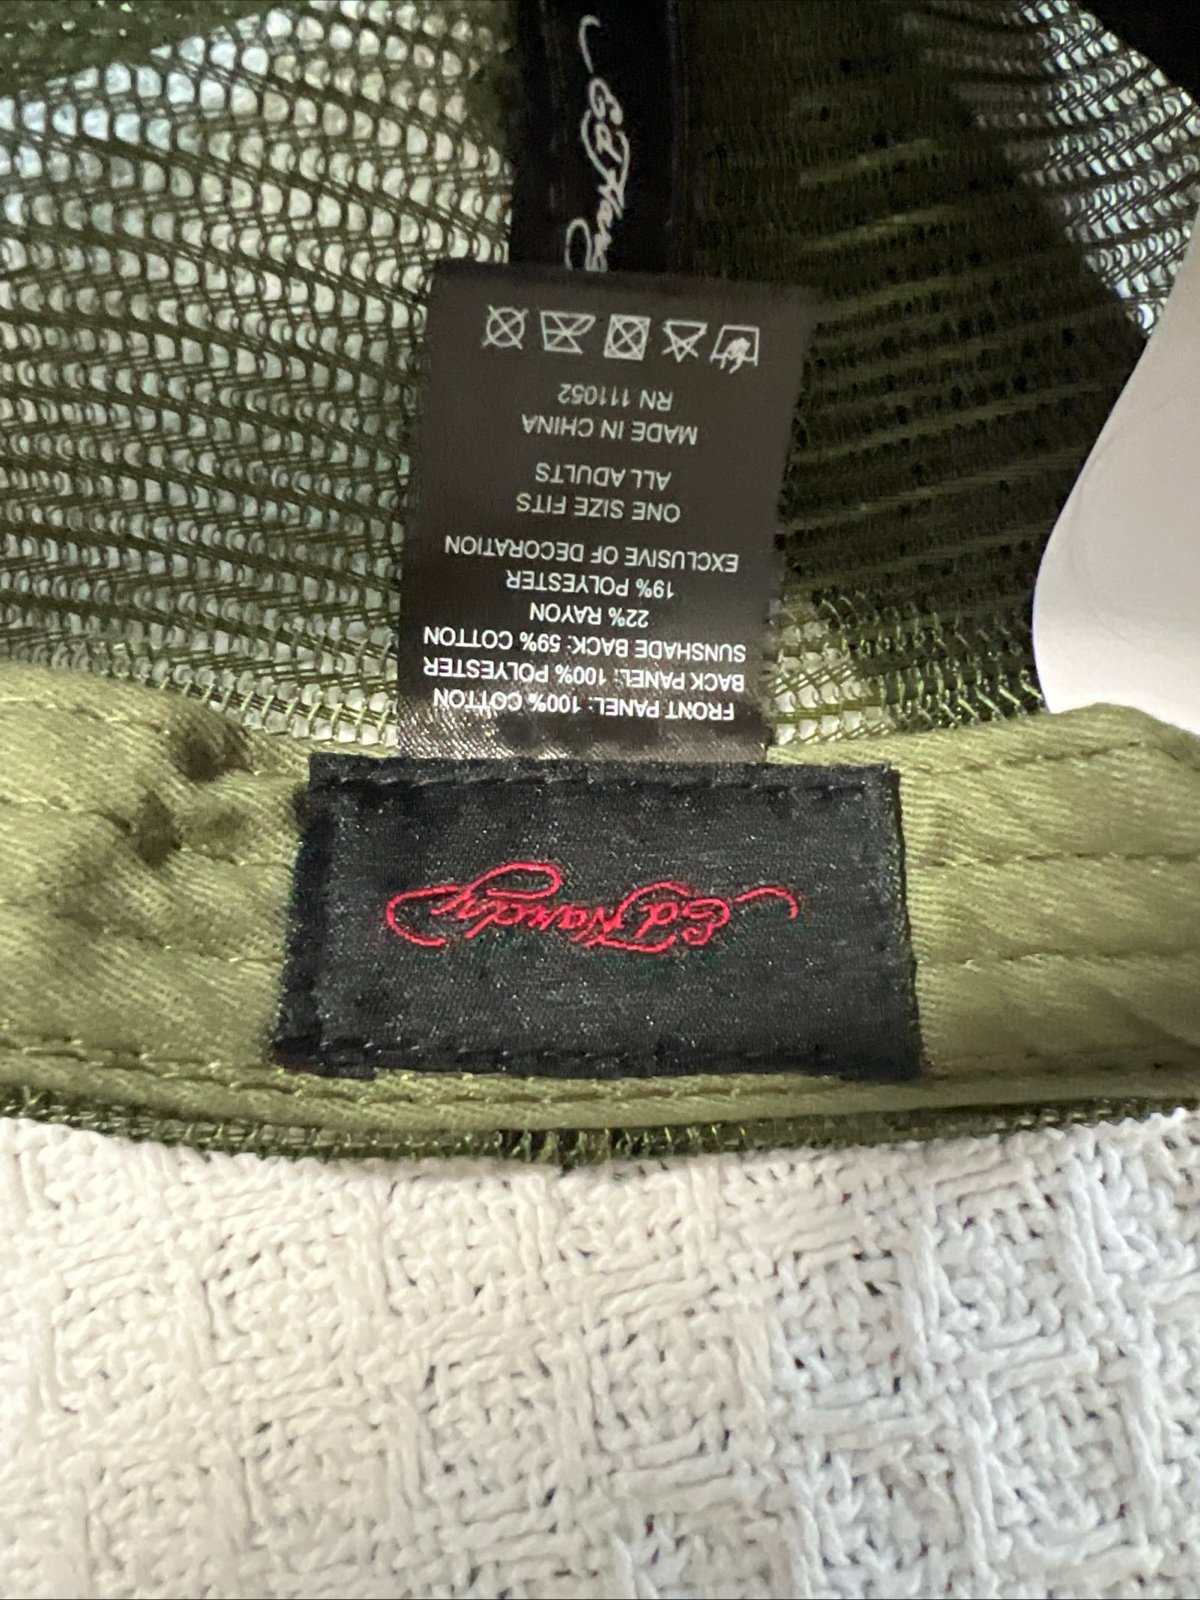 Ed Hardy
FRONT PANEL: 100% COTTON
BACK PANEL: 100% POLYESTER
SUNSHADE BACK: 59% COTTON
22% RAYON
19% POLYESTER
EXCLUSIVE OF DECORATION
ONE SIZE FITS
ALL ADULTS
MADE IN CHINA
RN 111052
Ed